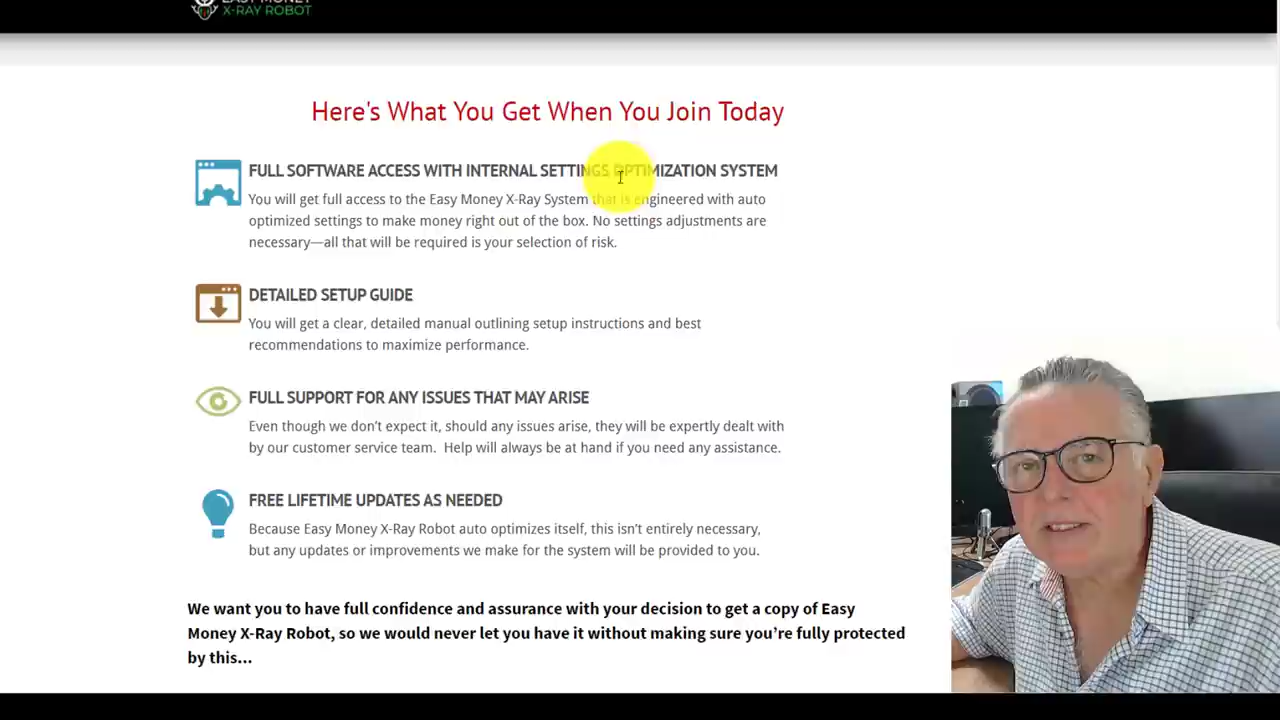 X-RAY ROBOT
Here's What You Get When You Join Today
FULL SOFTWARE ACCESS WITH INTERNAL SETTINGS OPTIMIZATION SYSTEM
You will get full access to the Easy Money X-Ray System that is engineered with auto
optimized settings to make money right out of the box. No settings adjustments are
necessary—all that will be required is your selection of risk.
DETAILED SETUP GUIDE
You will get a clear, detailed manual outlining setup instructions and best
recommendations to maximize performance.
FULL SUPPORT FOR ANY ISSUES THAT MAY ARISE
Even though we don't expect it, should any issues arise, they will be expertly dealt with
by our customer service team. Help will always be at hand if you need any assistance.
FREE LIFETIME UPDATES AS NEEDED
Because Easy Money X-Ray Robot auto optimizes itself, this isn't entirely necessary,
but any updates or improvements we make for the system will be provided to you.
We want you to have full confidence and assurance with your decision to get a copy of Easy
Money X-Ray Robot, so we would never let you have it without making sure you're fully protected
by this...